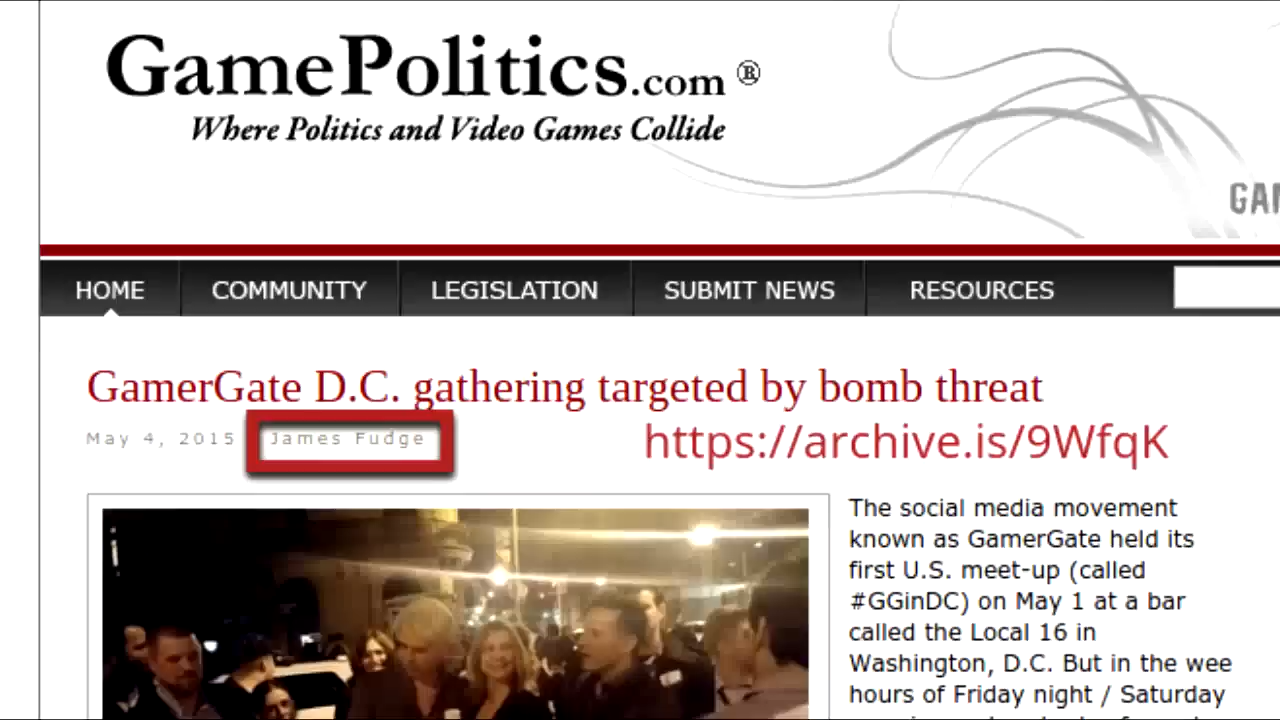 GamePolitics.com ®
Where Politics and Video Games Collide
GAM
HOME COMMUNITY LEGISLATION SUBMIT NEWS RESOURCES
GamerGate D.C. gathering targeted by bomb threat
May 4, 2015 James Fudge
https://archive.is/9WfqK
The social media movement
known as GamerGate held its
first U.S. meet-up (called
#GGinDC) on May 1 at a bar
called the Local 16 in
Washington, D.C. But in the wee
hours of Friday night / Saturday